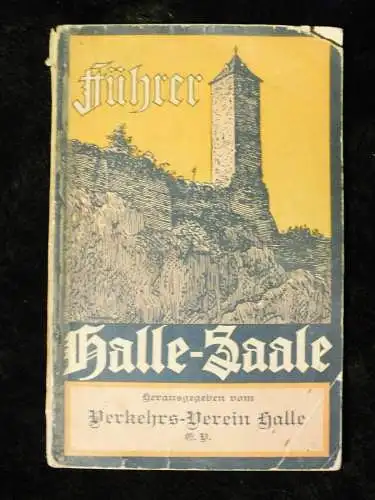 Führer
Halle-Saale
Herausgegeben vom
Verkehrs-Verein Halle
E. V.